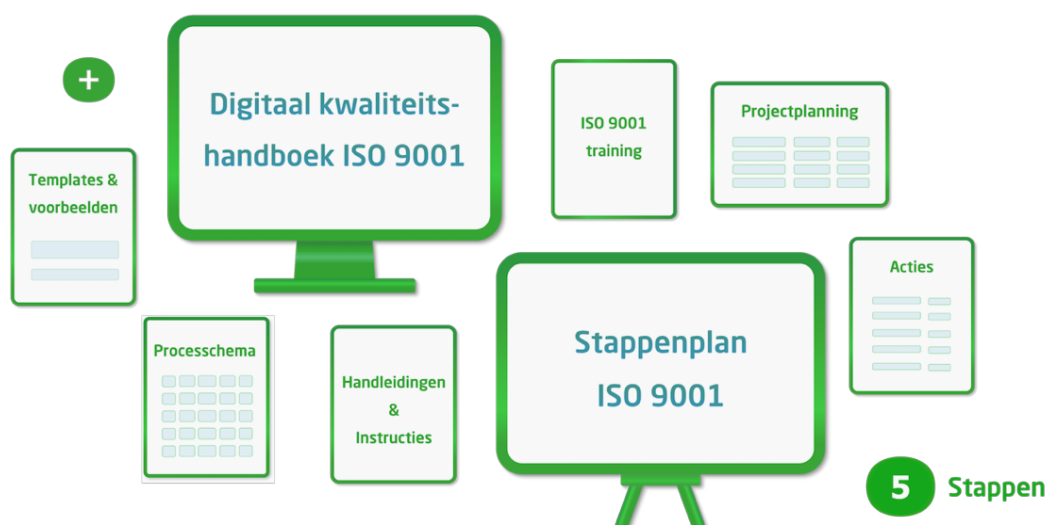 +
Digitaal kwaliteits-
handboek ISO 9001
ISO 9001
training
Projectplanning
Templates &
voorbeelden
Acties
Processchema
Handleidingen
&
Instructies
Stappenplan
ISO 9001
5 Stappen